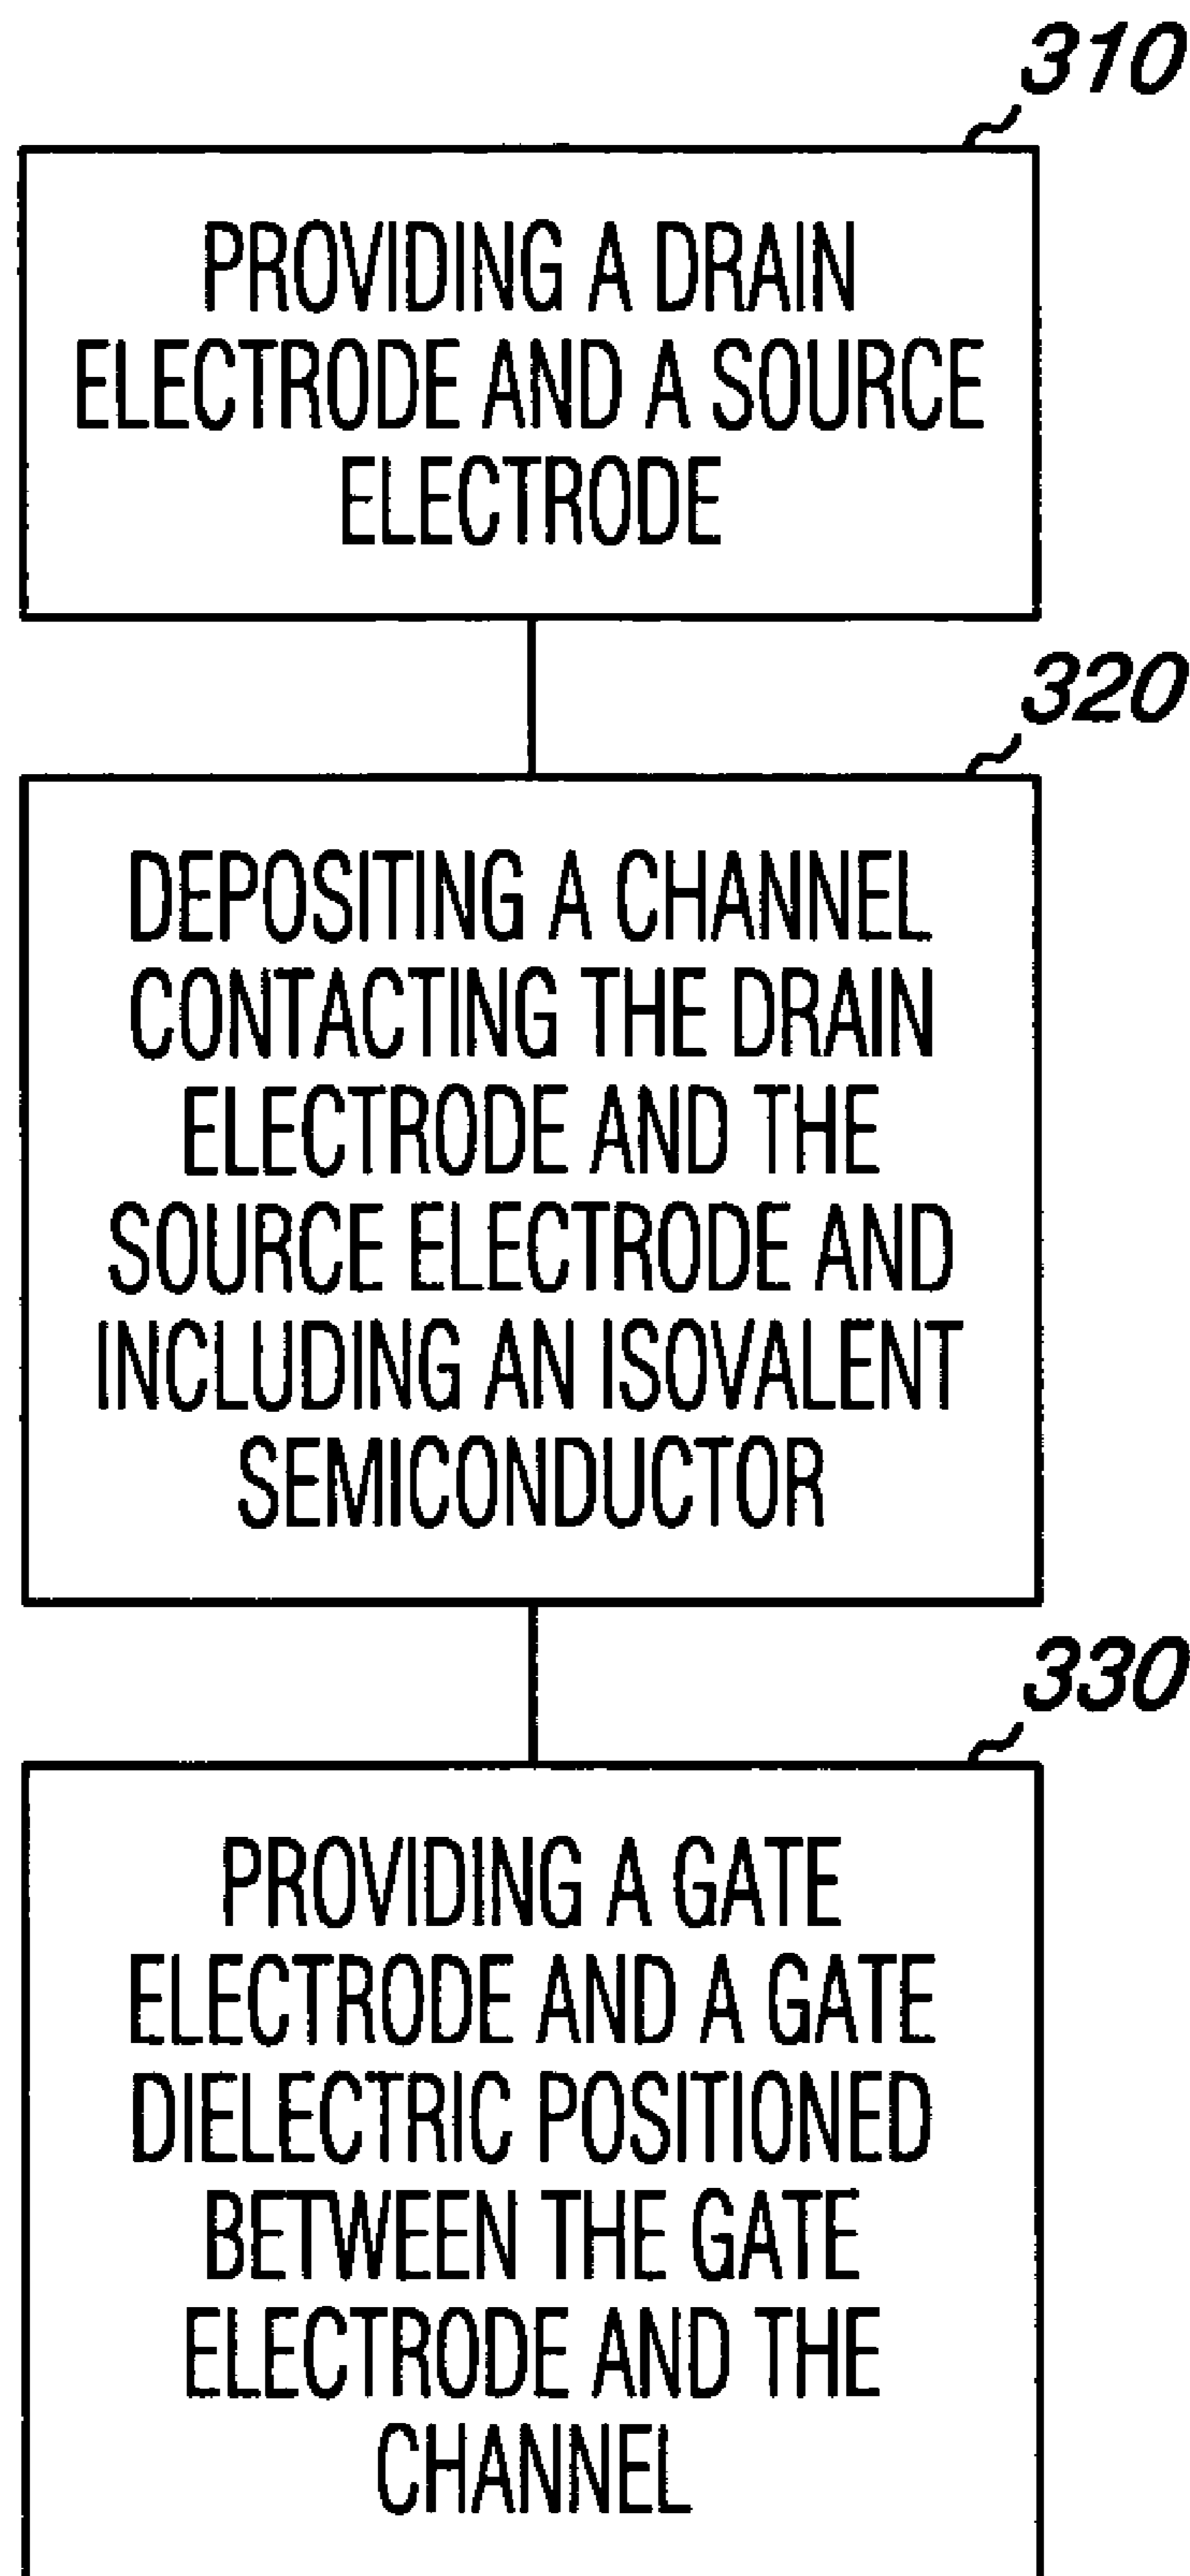 310
PROVIDING A DRAIN
ELECTRODE AND A SOURCE
ELECTRODE
320
DEPOSITING A CHANNEL
CONTACTING THE DRAIN
ELECTRODE AND THE
SOURCE ELECTRODE AND
INCLUDING AN ISOVALENT
SEMICONDUCTOR
330
PROVIDING A GATE
ELECTRODE AND A GATE
DIELECTRIC POSITIONED
BETWEEN THE GATE
ELECTRODE AND THE
CHANNEL